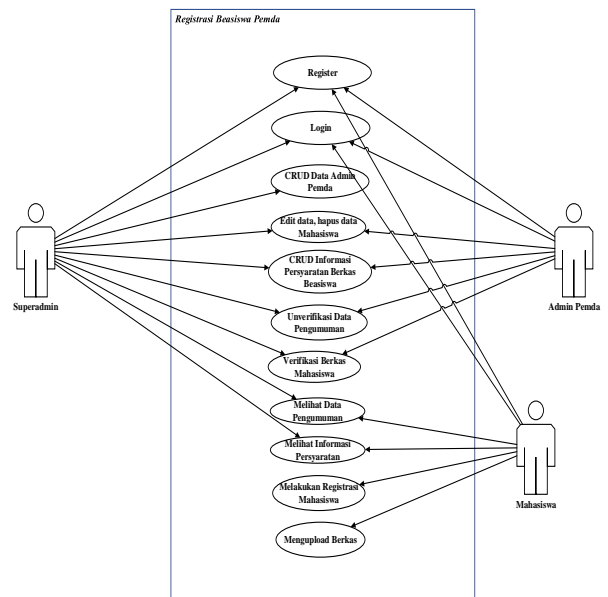 Registrasi Beasiswa Pemda
Register
Login
CRUD Data Admin
Pemda
Edit data, hapus data
Mahasiswa
CRUD Informasi
Persyaratan Berkas
Beasiswa
Unverifikasi Data
Pengumuman
Verifikasi Berkas
Mahasiswa
Melihat Data
Pengumuman
Melihat Informasi
Persyaratan
Melakukan Registrasi
Mahasiswa
Mengupload Berkas
Superadmin
Admin Pemda
Mahasiswa